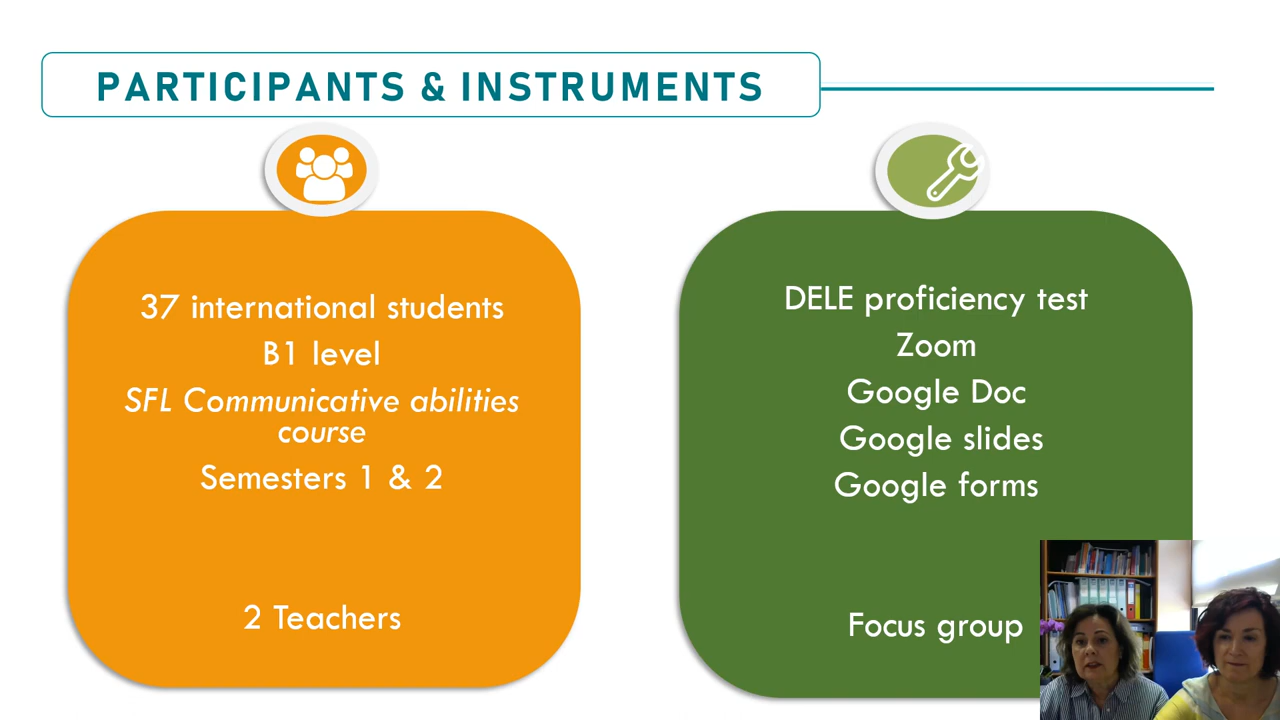 PARTICIPANTS & INSTRUMENTS
37 international students
B1 level
SFL Communicative abilities
course
Semesters 1 & 2
2 Teachers
DELE proficiency test
Zoom
Google Doc
Google slides
Google forms
Focus group